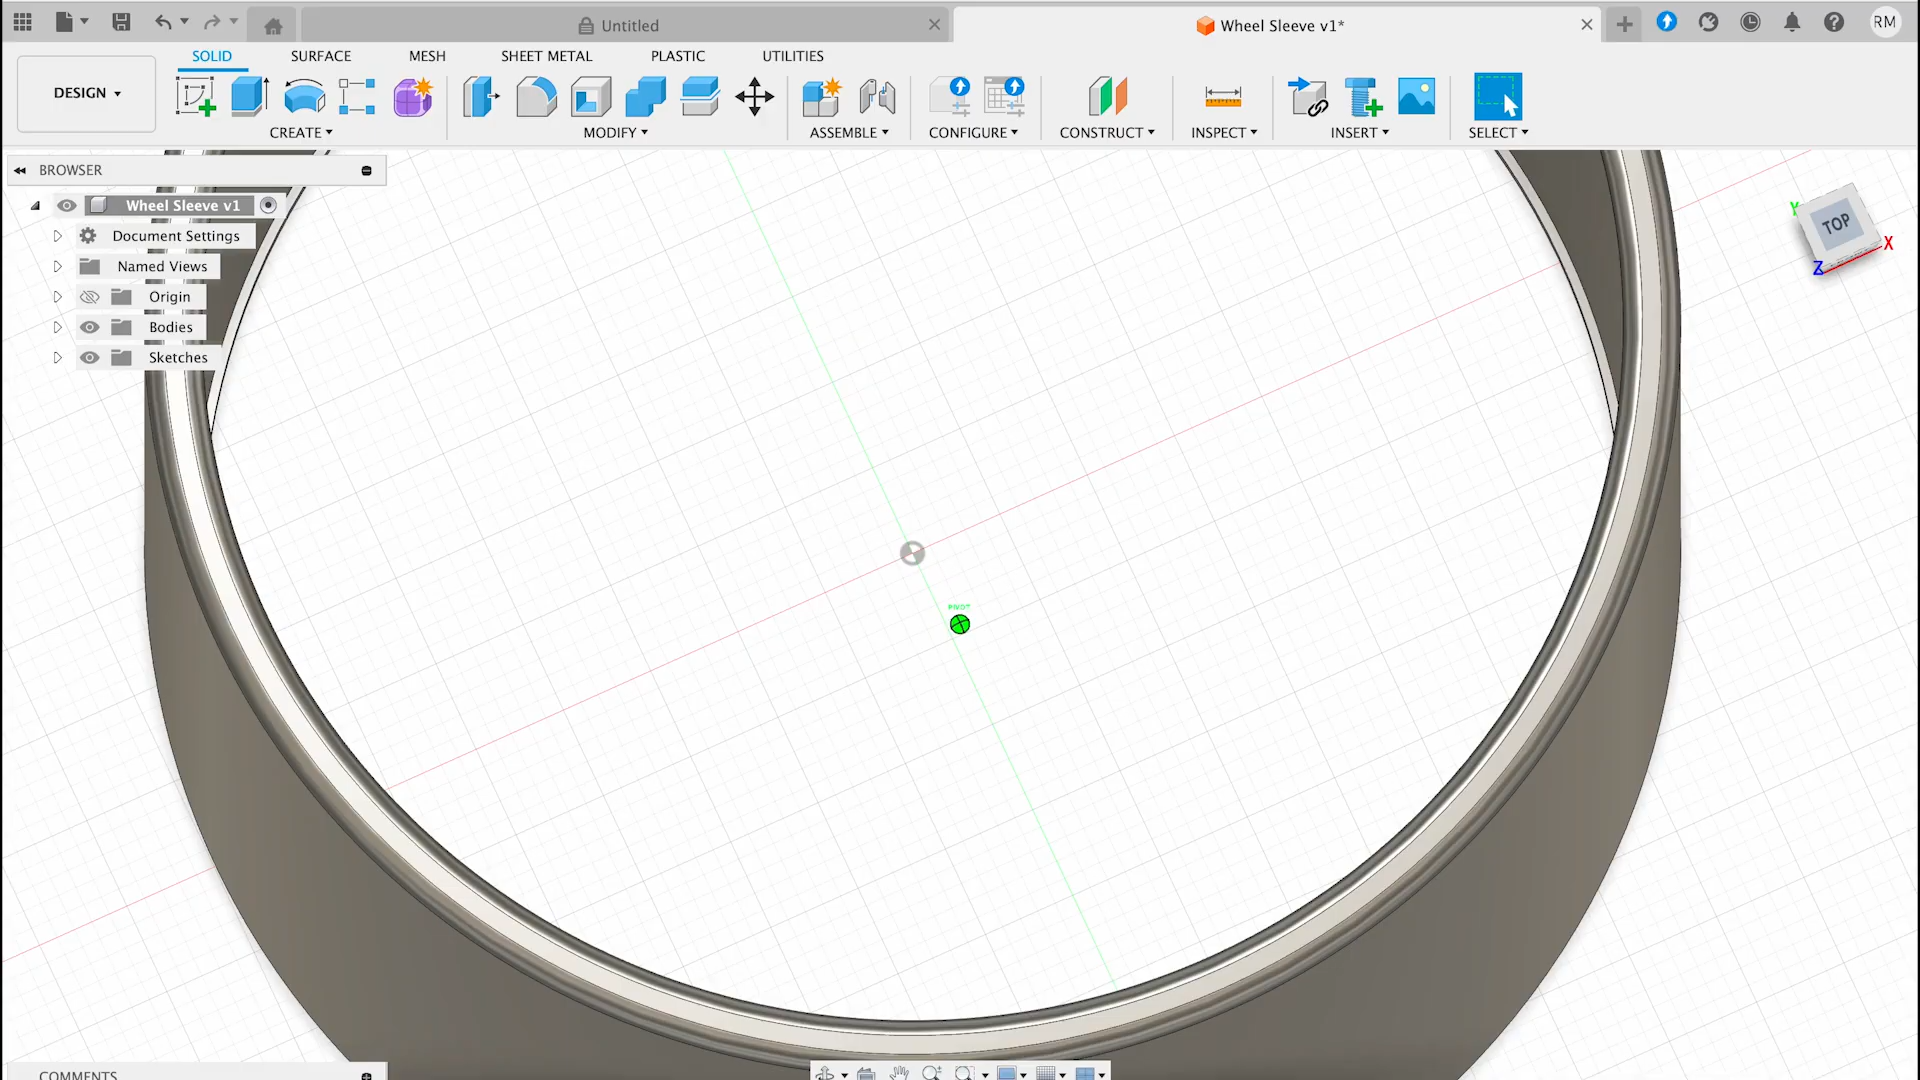 Untitled
Wheel Sleeve v1*
RM
DESIGN
SOLID
SURFACE
MESH
SHEET METAL
PLASTIC
UTILITIES
CREATE
MODIFY
ASSEMBLE
CONFIGURE
CONSTRUCT
INSPECT
INSERT
SELECT
BROWSER
Wheel Sleeve v1
Document Settings
Named Views
Origin
Bodies
Sketches
Y
TOP
X
Z
PIVOT
COMMENTS